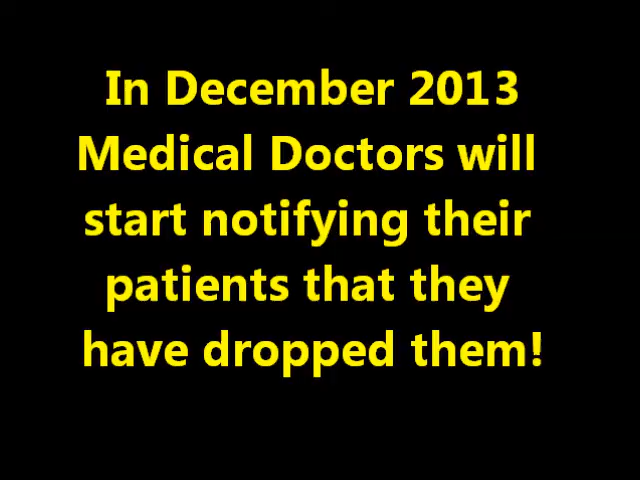 In December 2013
Medical Doctors will
start notifying their
patients that they
have dropped them!